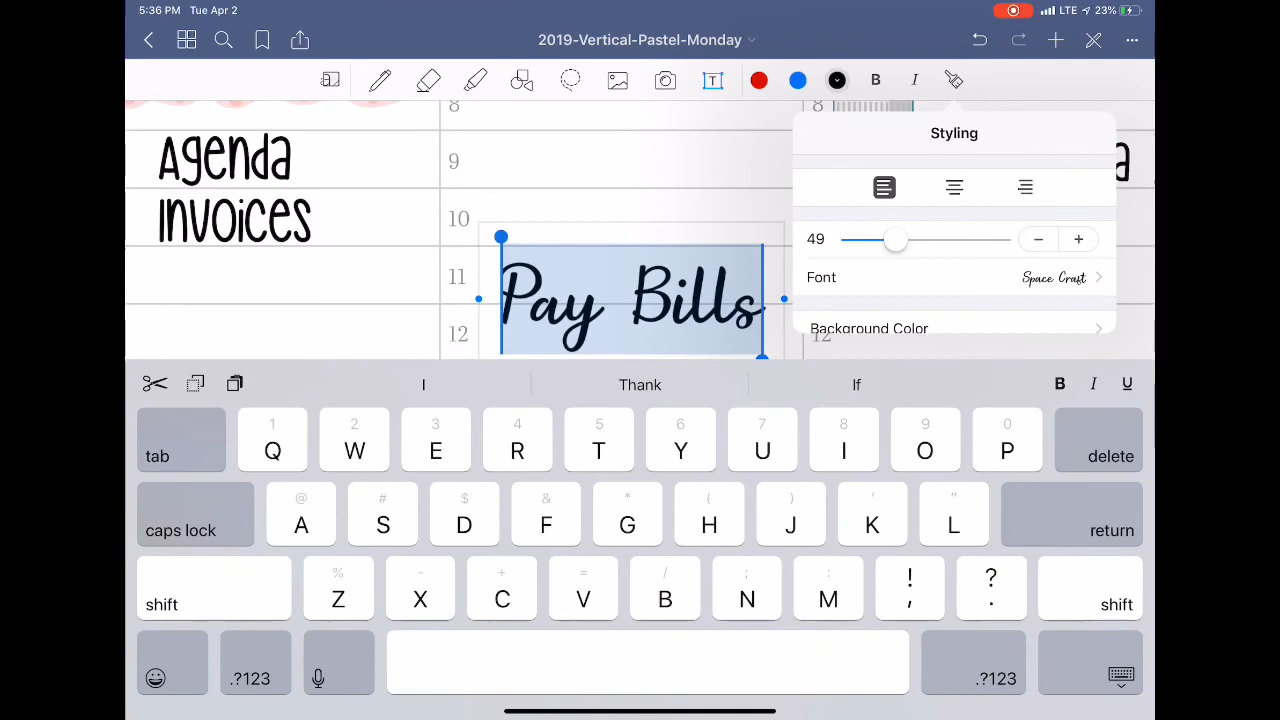 5:36 PM Tue Apr 2
LTE 23%
2019-Vertical-Pastel-Monday
T
B I
8
8
Styling
Agenda
9
a
Invoices
10
49
- +
11
Pay Bills
Font Space Craft
12
12
Background Color
I Thank If
B I U
1 2 3 4 5 6 7 8 9 0
tab Q W E R T Y U I O P delete
@ # $ & * ( ) ' "
caps lock A S D F G H J K L return
% - + = / ; : ! ?
shift Z X C V B N M , . shift
.?123 .?123